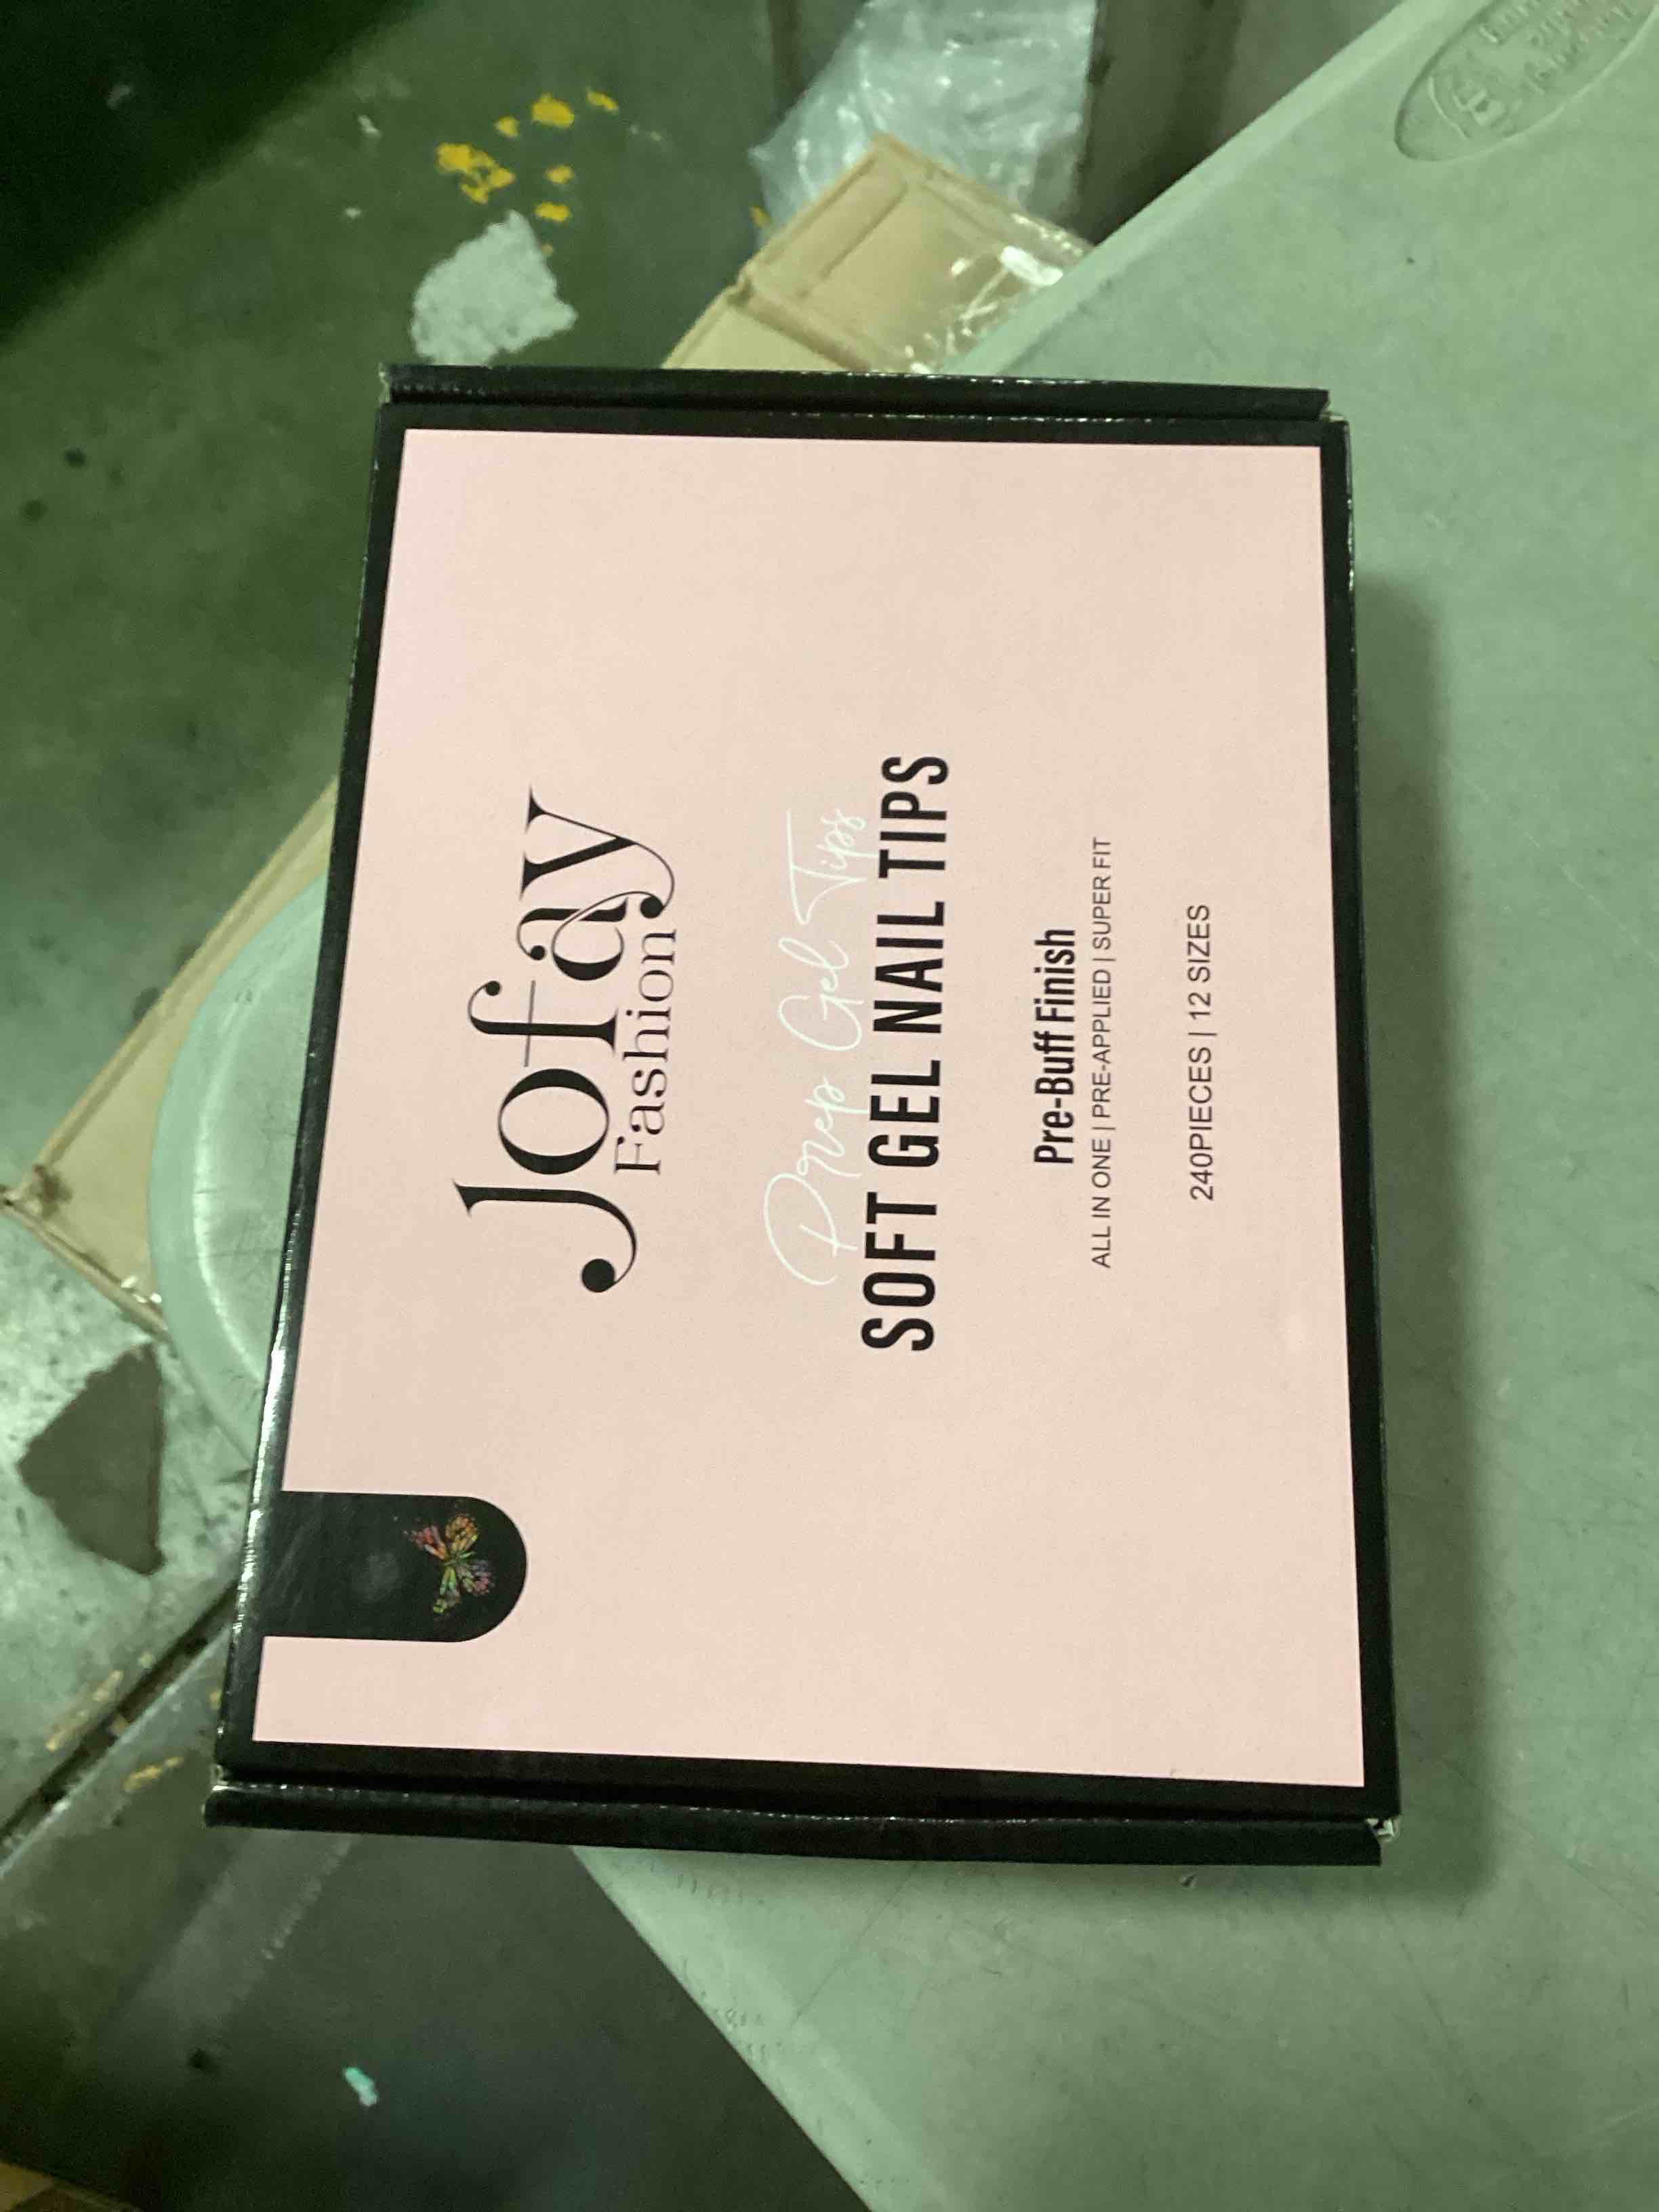 Jofay
Fashion
Prep Gel Tips
SOFT GEL NAIL TIPS
Pre-Buff Finish
ALL IN ONE | PRE-APPLIED | SUPER FIT
240PIECES | 12 SIZES